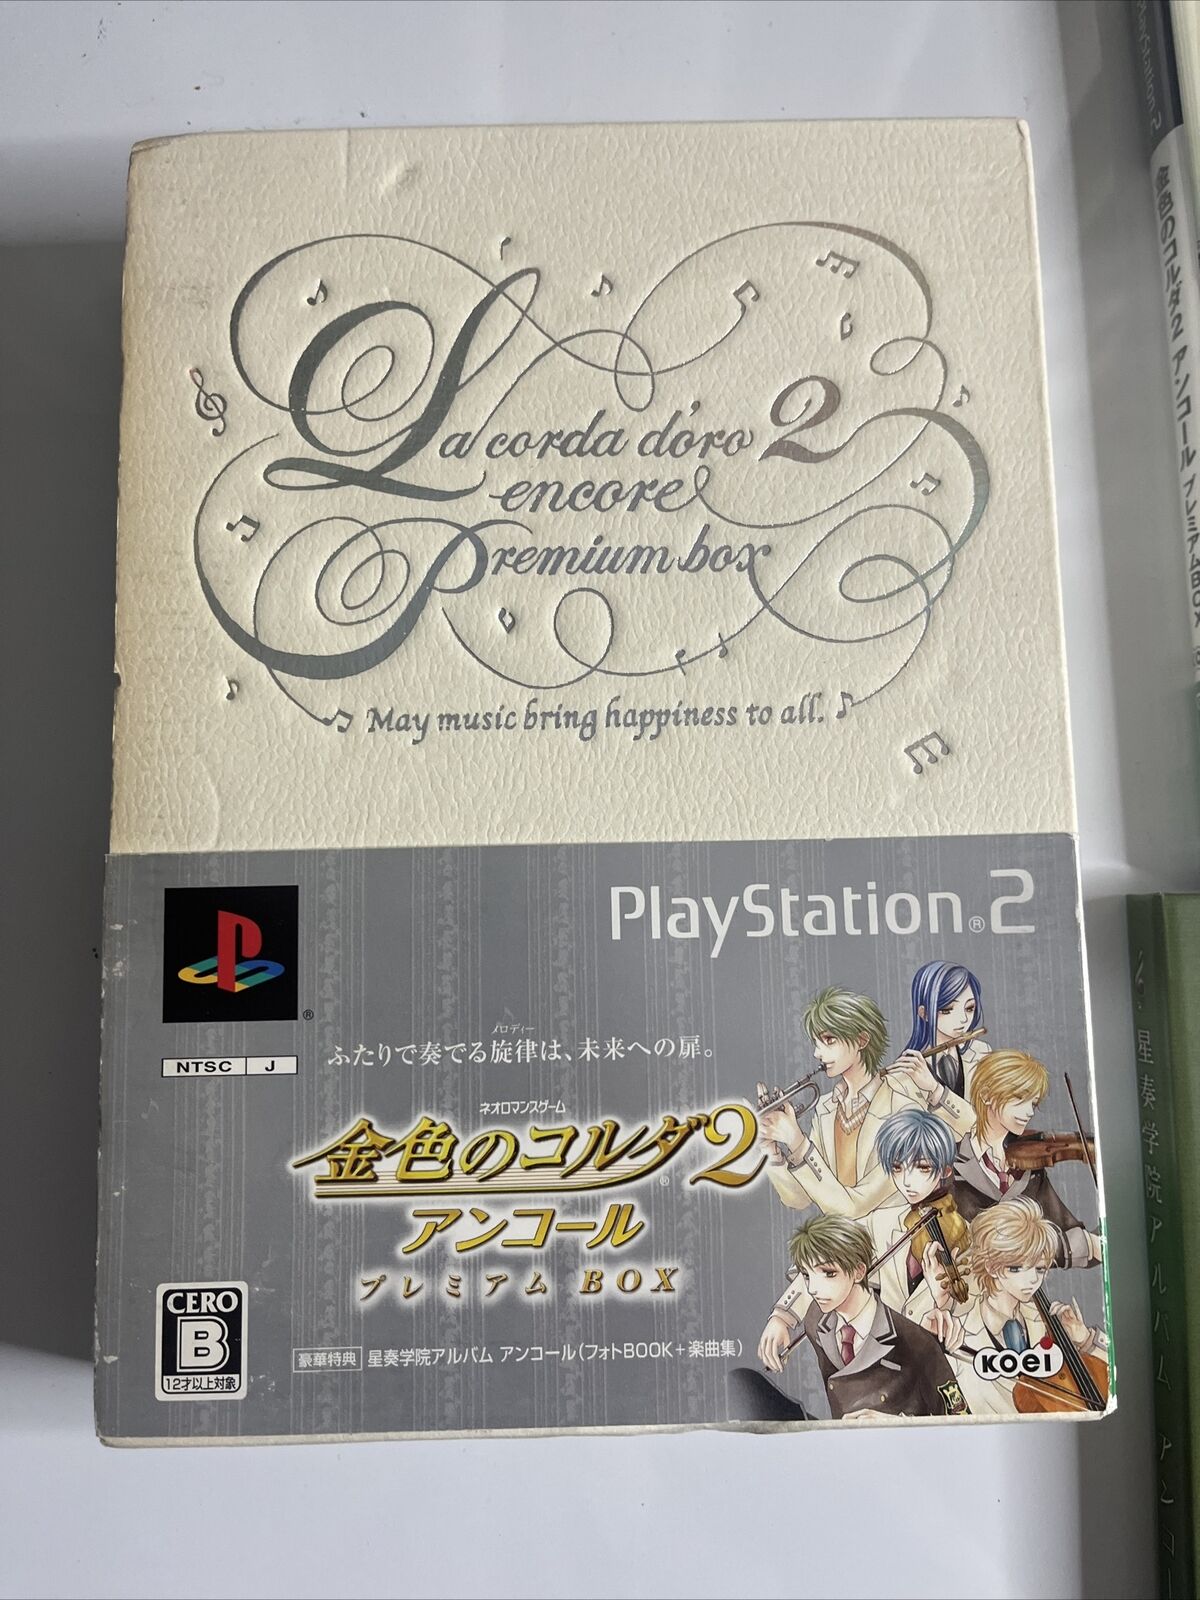 La corda d'oro 2
encore
Premium box
May music bring happiness to all.
PlayStation®2
®
NTSC J
メロディー
ふたりで奏でる旋律は、未来への扉。
ネオロマンスゲーム
金色のコルダ2
®
アンコール
プレミアム BOX
CERO
B
12才以上対象
豪華特典 星奏学院アルバム アンコール(フォトBOOK+楽曲集)
KOEI
PlayStation 2
金色のコルダ2 アンコール プレミアムBOX
星奏学院アルバム アンコー